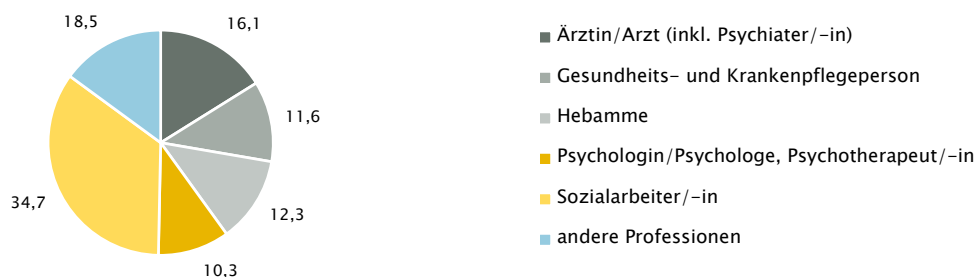 18,5
16,1
11,6
12,3
10,3
34,7
Ärztin/Arzt (inkl. Psychiater/-in)
Gesundheits- und Krankenpflegeperson
Hebamme
Psychologin/Psychologe, Psychotherapeut/-in
Sozialarbeiter/-in
andere Professionen